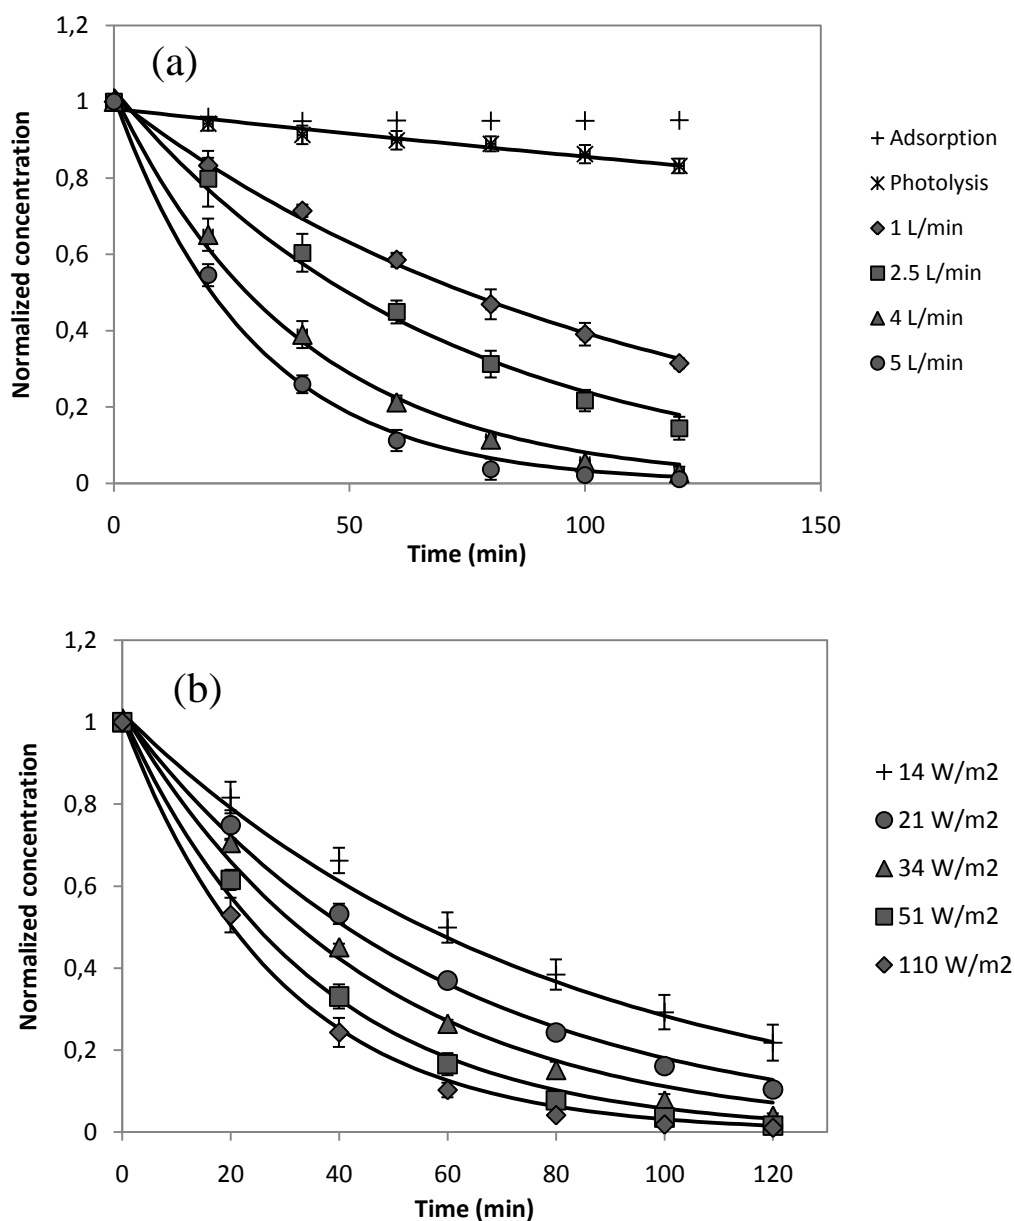 1,2
(a)
1
0,8
0,6
0,4
0,2
0
Normalized concentration
0 50 100 150
Time (min)
Adsorption
Photolysis
1 L/min
2.5 L/min
4 L/min
5 L/min
1,2
(b)
1
0,8
0,6
0,4
0,2
0
Normalized concentration
0 20 40 60 80 100 120
Time (min)
14 W/m2
21 W/m2
34 W/m2
51 W/m2
110 W/m2